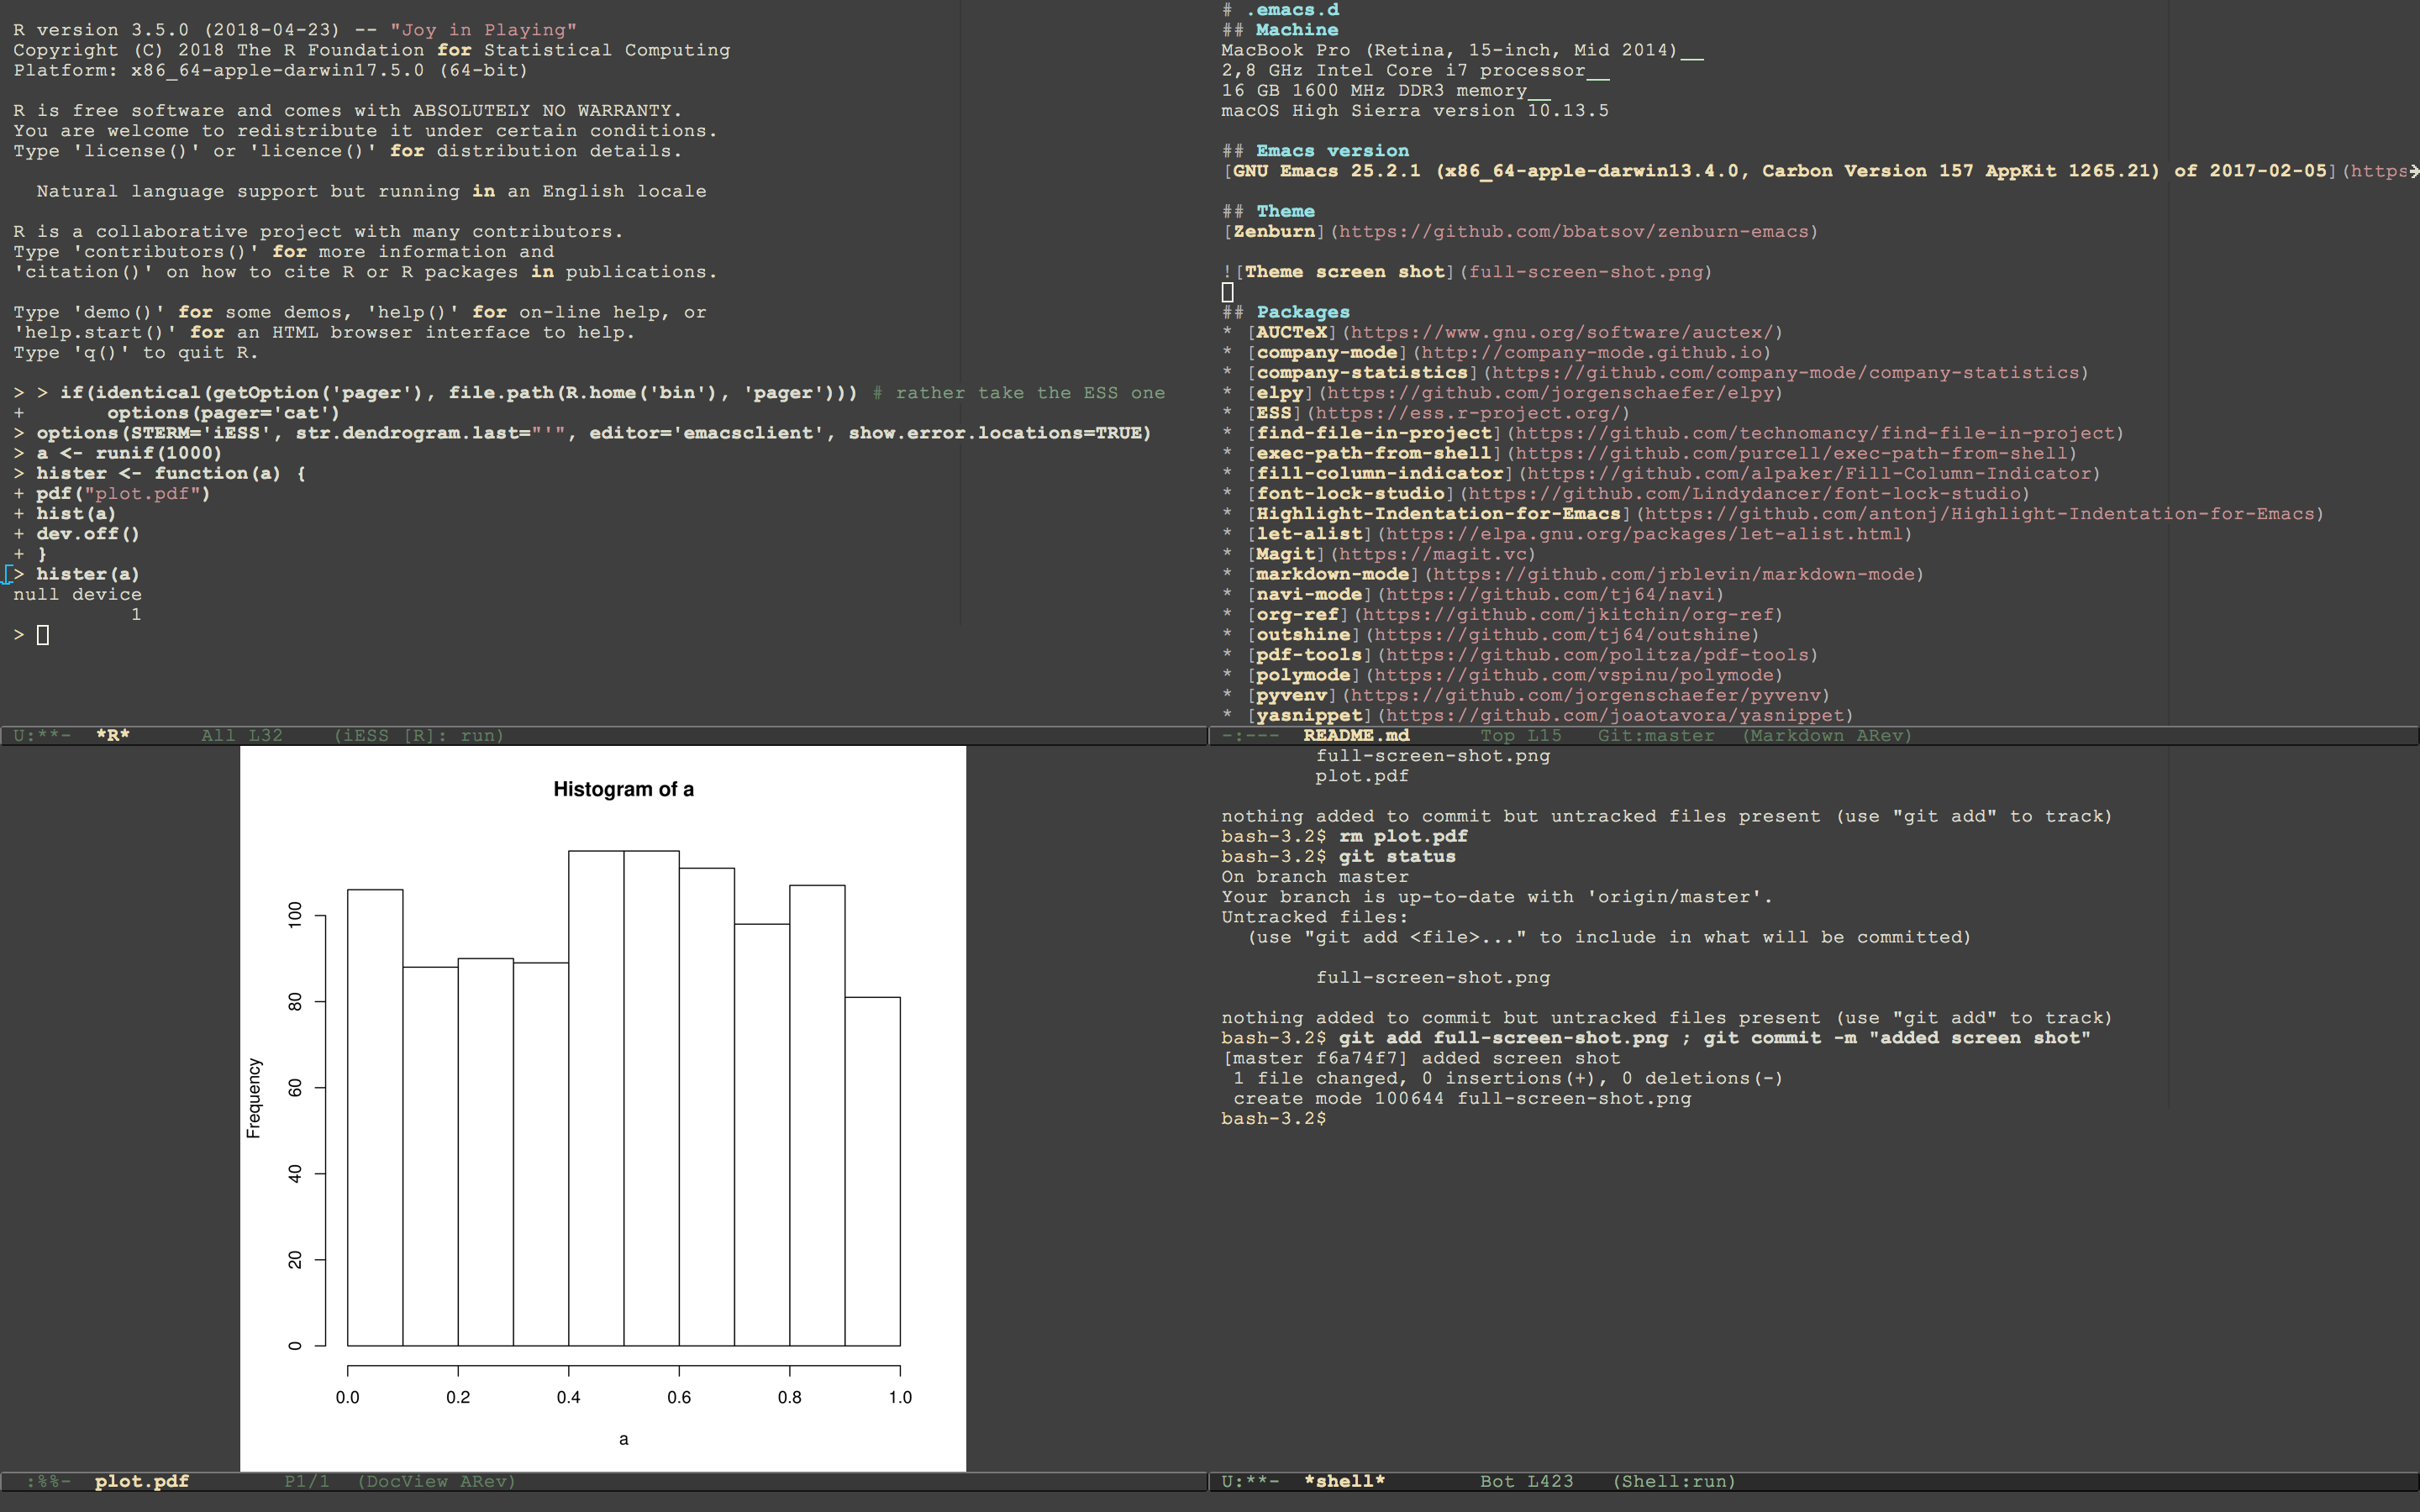 R version 3.5.0 (2018-04-23) -- "Joy in Playing"
Copyright (C) 2018 The R Foundation for Statistical Computing
Platform: x86_64-apple-darwin17.5.0 (64-bit)

R is free software and comes with ABSOLUTELY NO WARRANTY.
You are welcome to redistribute it under certain conditions.
Type 'license()' or 'licence()' for distribution details.

  Natural language support but running in an English locale

R is a collaborative project with many contributors.
Type 'contributors()' for more information and
'citation()' on how to cite R or R packages in publications.

Type 'demo()' for some demos, 'help()' for on-line help, or
'help.start()' for an HTML browser interface to help.
Type 'q()' to quit R.

> > if(identical(getOption('pager'), file.path(R.home('bin'), 'pager'))) # rather take the ESS one
+       options(pager='cat')
> options(STERM='iESS', str.dendrogram.last="'", editor='emacsclient', show.error.locations=TRUE)
> a <- runif(1000)
> hister <- function(a) {
+ pdf("plot.pdf")
+ hist(a)
+ dev.off()
+ }
> hister(a)
null device
          1
>
U:**-  *R*      All L32    (iESS [R]: run)
# .emacs.d
## Machine
MacBook Pro (Retina, 15-inch, Mid 2014)__
2,8 GHz Intel Core i7 processor__
16 GB 1600 MHz DDR3 memory__
macOS High Sierra version 10.13.5

## Emacs version
[GNU Emacs 25.2.1 (x86_64-apple-darwin13.4.0, Carbon Version 157 AppKit 1265.21) of 2017-02-05](https

## Theme
[Zenburn](https://github.com/bbatsov/zenburn-emacs)

![Theme screen shot](full-screen-shot.png)

## Packages
* [AUCTeX](https://www.gnu.org/software/auctex/)
* [company-mode](http://company-mode.github.io)
* [company-statistics](https://github.com/company-mode/company-statistics)
* [elpy](https://github.com/jorgenschaefer/elpy)
* [ESS](https://ess.r-project.org/)
* [find-file-in-project](https://github.com/technomancy/find-file-in-project)
* [exec-path-from-shell](https://github.com/purcell/exec-path-from-shell)
* [fill-column-indicator](https://github.com/alpaker/Fill-Column-Indicator)
* [font-lock-studio](https://github.com/Lindydancer/font-lock-studio)
* [Highlight-Indentation-for-Emacs](https://github.com/antonj/Highlight-Indentation-for-Emacs)
* [let-alist](https://elpa.gnu.org/packages/let-alist.html)
* [Magit](https://magit.vc)
* [markdown-mode](https://github.com/jrblevin/markdown-mode)
* [navi-mode](https://github.com/tj64/navi)
* [org-ref](https://github.com/jkitchin/org-ref)
* [outshine](https://github.com/tj64/outshine)
* [pdf-tools](https://github.com/politza/pdf-tools)
* [polymode](https://github.com/vspinu/polymode)
* [pyvenv](https://github.com/jorgenschaefer/pyvenv)
* [yasnippet](https://github.com/joaotavora/yasnippet)
-:---  README.md      Top L15   Git:master  (Markdown ARev)
Histogram of a
Frequency
100
80
60
40
20
0
0.0 0.2 0.4 0.6 0.8 1.0
a
:%%-  plot.pdf        P1/1  (DocView ARev)
        full-screen-shot.png
        plot.pdf

nothing added to commit but untracked files present (use "git add" to track)
bash-3.2$ rm plot.pdf
bash-3.2$ git status
On branch master
Your branch is up-to-date with 'origin/master'.
Untracked files:
  (use "git add <file>..." to include in what will be committed)

        full-screen-shot.png

nothing added to commit but untracked files present (use "git add" to track)
bash-3.2$ git add full-screen-shot.png ; git commit -m "added screen shot"
[master f6a74f7] added screen shot
 1 file changed, 0 insertions(+), 0 deletions(-)
 create mode 100644 full-screen-shot.png
bash-3.2$
U:**-  *shell*        Bot L423   (Shell:run)